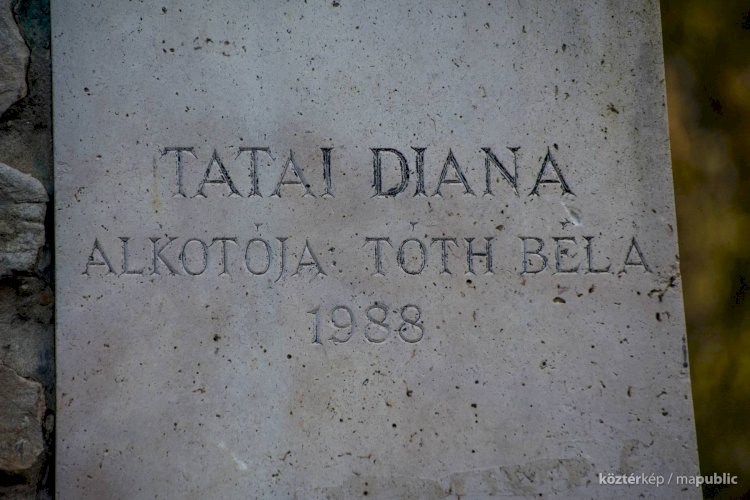 TATAI DIANA
ALKOTÓJA: TÓTH BÉLA
1988
köztérkép / mapublic